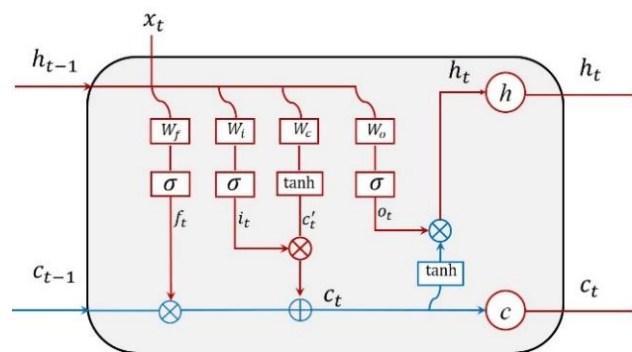 x_t
h_{t-1}
h_t
h
h_t
W_f
W_i
W_c
W_o
σ
σ
tanh
σ
f_t
i_t
c'_t
o_t
tanh
c_{t-1}
c_t
c
c_t